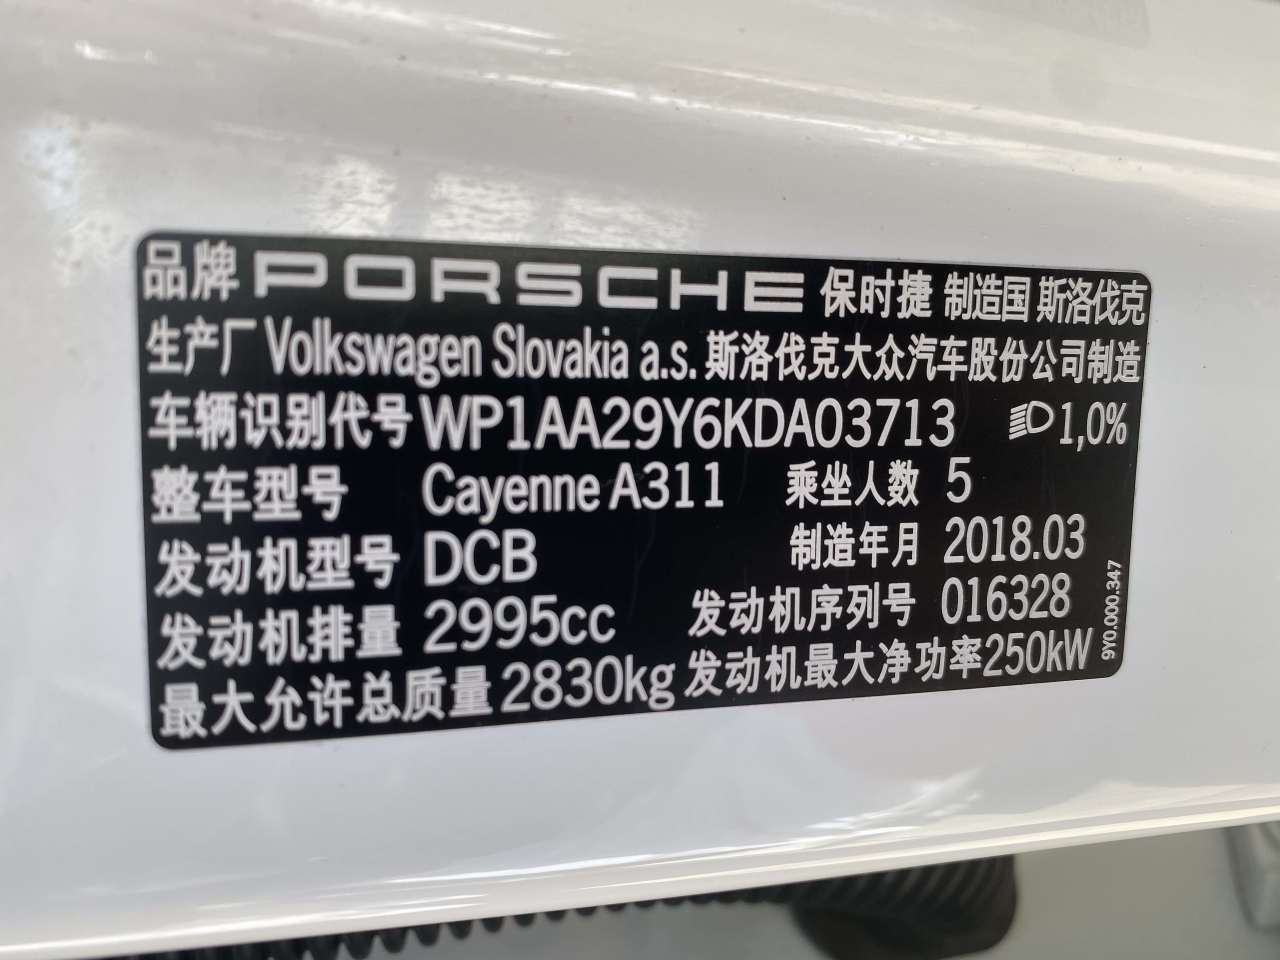 品牌 PORSCHE 保时捷 制造国 斯洛伐克
生产厂 Volkswagen Slovakia a.s. 斯洛伐克大众汽车股份公司制造
车辆识别代号 WP1AA29Y6KDA03713 1,0%
整车型号 Cayenne A311 乘坐人数 5
发动机型号 DCB 制造年月 2018.03
发动机排量 2995cc 发动机序列号 016328
最大允许总质量 2830kg 发动机最大净功率 250kW
9Y0.000.347